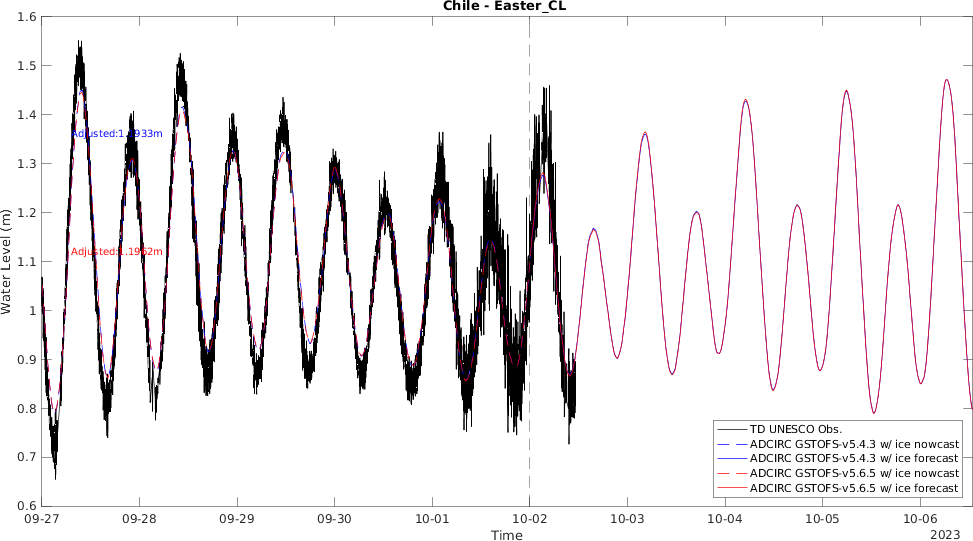 Chile - Easter_CL
1.6
1.5
1.4
1.3
1.2
1.1
1
0.9
0.8
0.7
0.6
Water Level (m)
Adjusted:1.1962m
TD UNESCO Obs.
ADCIRC GSTOFS-v5.4.3 w/ ice nowcast
ADCIRC GSTOFS-v5.4.3 w/ ice forecast
ADCIRC GSTOFS-v5.6.5 w/ ice nowcast
ADCIRC GSTOFS-v5.6.5 w/ ice forecast
09-27 09-28 09-29 09-30 10-01 10-02 10-03 10-04 10-05 10-06
Time
2023